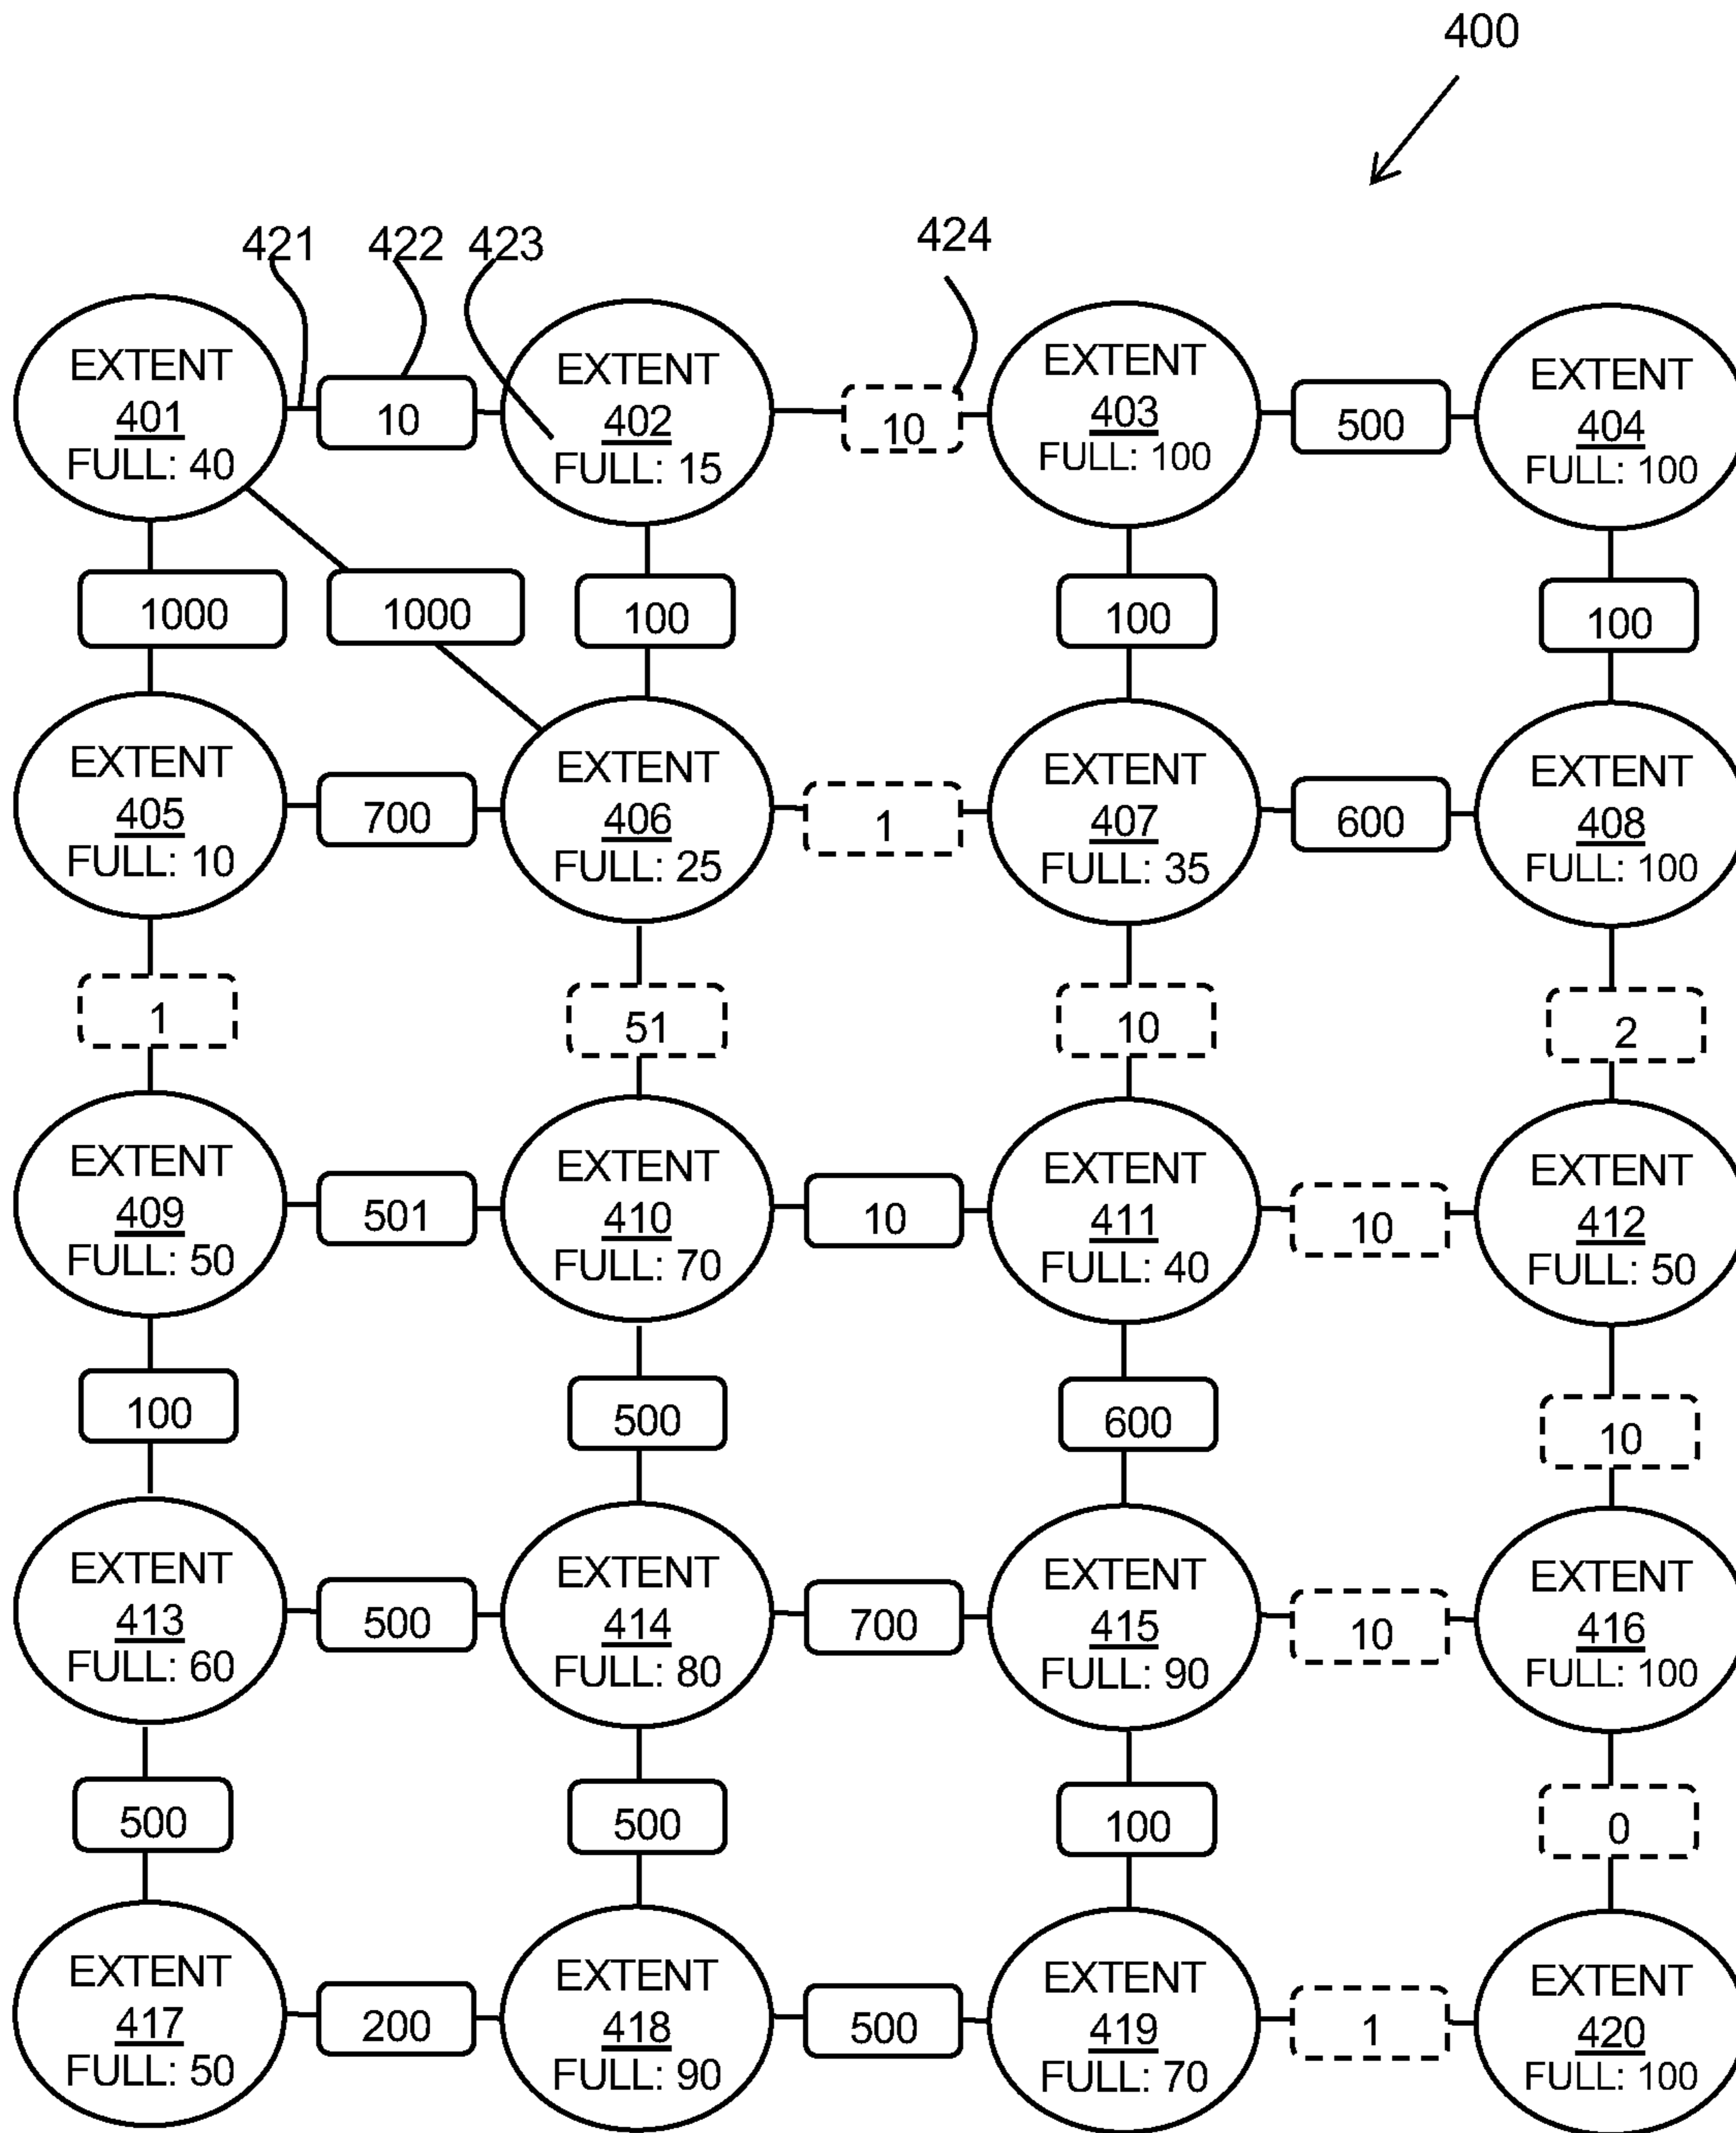 400
421
422
423
424
EXTENT
401
FULL: 40
10
EXTENT
402
FULL: 15
10
EXTENT
403
FULL: 100
500
EXTENT
404
FULL: 100
1000
1000
100
100
100
EXTENT
405
FULL: 10
700
EXTENT
406
FULL: 25
1
EXTENT
407
FULL: 35
600
EXTENT
408
FULL: 100
1
51
10
2
EXTENT
409
FULL: 50
501
EXTENT
410
FULL: 70
10
EXTENT
411
FULL: 40
10
EXTENT
412
FULL: 50
100
500
600
10
EXTENT
413
FULL: 60
500
EXTENT
414
FULL: 80
700
EXTENT
415
FULL: 90
10
EXTENT
416
FULL: 100
500
500
100
0
EXTENT
417
FULL: 50
200
EXTENT
418
FULL: 90
500
EXTENT
419
FULL: 70
1
EXTENT
420
FULL: 100